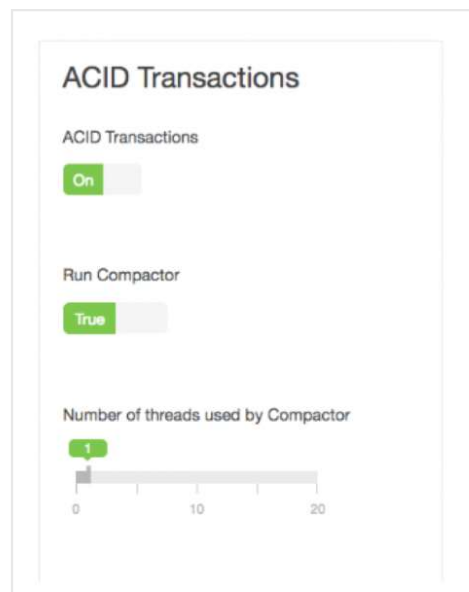 ACID Transactions
ACID Transactions
On
Run Compactor
True
Number of threads used by Compactor
1
0 10 20